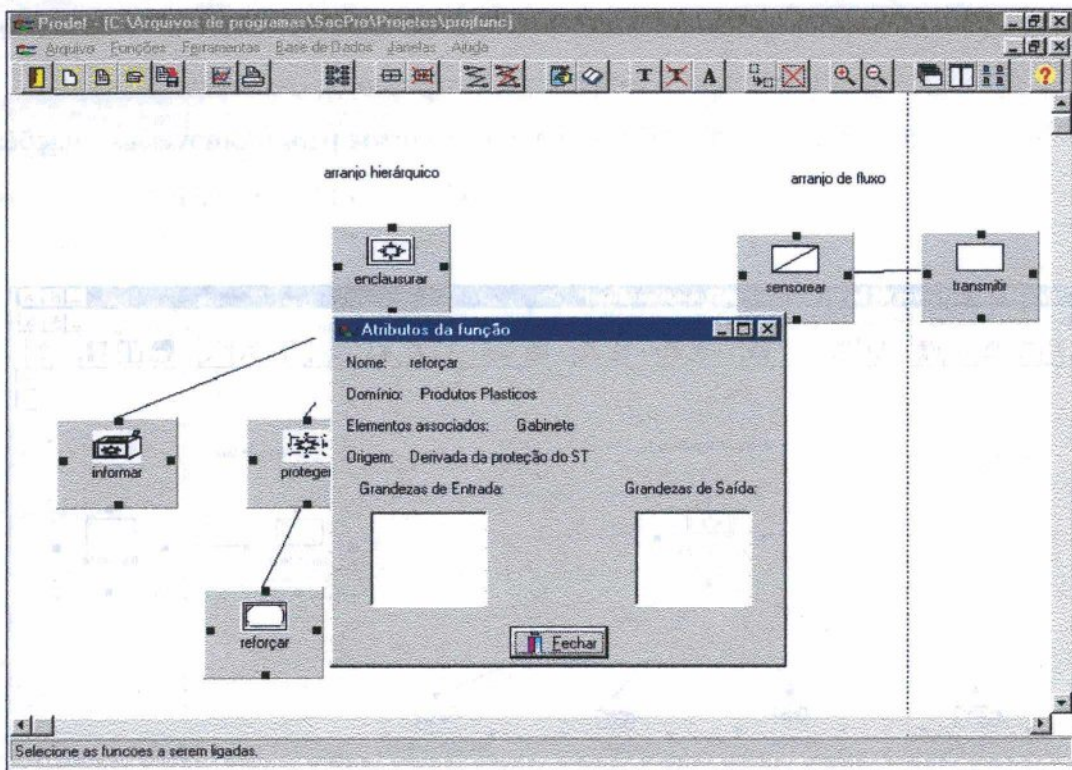 Prodel - [C:\Arquivos de programas\SacPro\Projetos\projfunc]
Arquivo Funções Ferramentas Base de Dados Janelas Ajuda
T T A ?
arranjo hierárquico
arranjo de fluxo
enclausurar
sensorear
transmitir
Atributos da função
Nome: reforçar
Domínio: Produtos Plasticos
Elementos associados: Gabinete
Origem: Derivada da proteção do ST
Grandezas de Entrada:
Grandezas de Saída:
informar
proteger
reforçar
Fechar
Selecione as funcoes a serem ligadas.